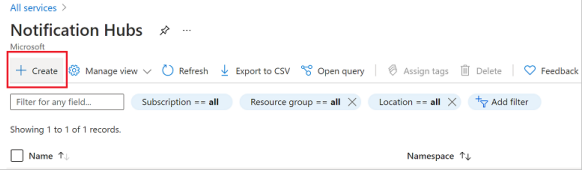 All services >
Notification Hubs
Microsoft
+ Create Manage view Refresh Export to CSV Open query Assign tags Delete Feedback
Filter for any field... Subscription == all Resource group == all Location == all Add filter
Showing 1 to 1 of 1 records.
Name ↑↓ Namespace ↑↓